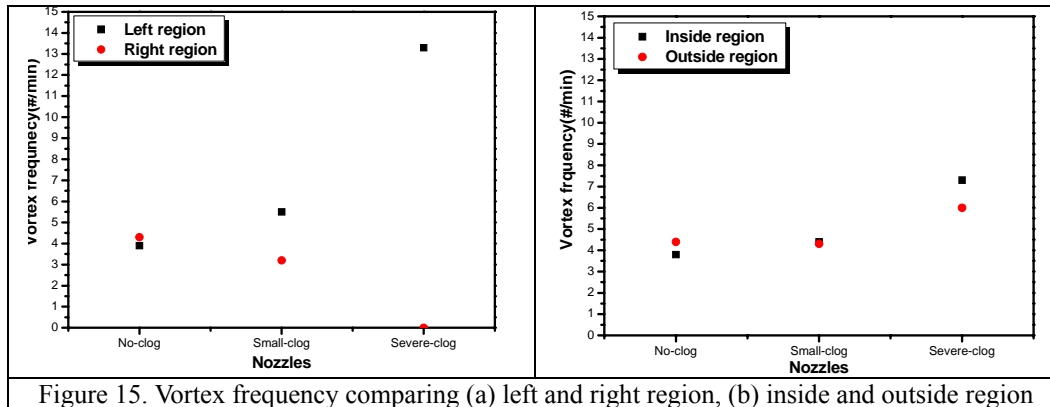 15
14
13
12
11
10
9
8
7
6
5
4
3
2
1
0
Vortex frequnecy(#/min)
Left region
Right region
No-clog Small-clog Severe-clog
Nozzles
15
14
13
12
11
10
9
8
7
6
5
4
3
2
1
0
Vortex frquency(#/min)
Inside region
Outside region
No-clog Small-clog Severe-clog
Nozzles
Figure 15. Vortex frequency comparing (a) left and right region, (b) inside and outside region